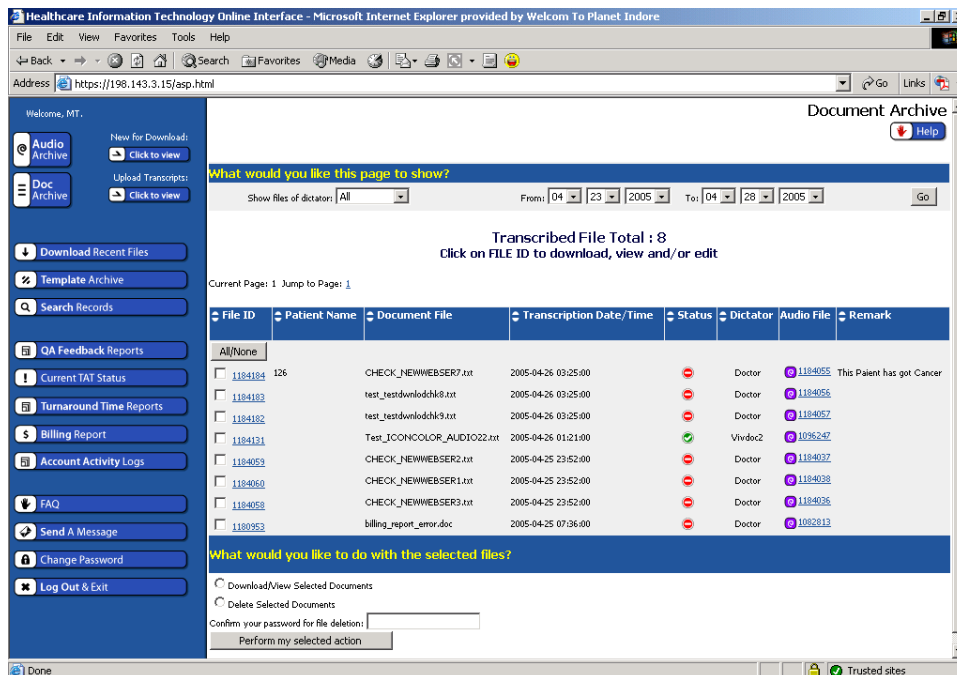 Healthcare Information Technology Online Interface - Microsoft Internet Explorer provided by Welcom To Planet Indore
File Edit View Favorites Tools Help
Back Search Favorites Media
Address https://198.143.3.15/asp.html Go Links
Welcome, MT.
Document Archive
Help
Audio Archive
New for Download:
Click to view
Doc Archive
Upload Transcripts:
Click to view
Download Recent Files
Template Archive
Search Records
QA Feedback Reports
Current TAT Status
Turnaround Time Reports
Billing Report
Account Activity Logs
FAQ
Send A Message
Change Password
Log Out & Exit
What would you like this page to show?
Show files of dictator: All From: 04 23 2005 To: 04 28 2005 Go
Transcribed File Total : 8
Click on FILE ID to download, view and/or edit
Current Page: 1 Jump to Page: 1
File ID Patient Name Document File Transcription Date/Time Status Dictator Audio File Remark
All/None
1184184 126 CHECK_NEWWEBSER7.txt 2005-04-26 03:25:00 Doctor 1184055 This Paient has got Cancer
1184183 test_testdwnlodchk8.txt 2005-04-26 03:25:00 Doctor 1184056
1184182 test_testdwnlodchk9.txt 2005-04-26 03:25:00 Doctor 1184057
1184131 Test_ICONCOLOR_AUDIO22.txt 2005-04-26 01:21:00 Vivdoc2 1096247
1184059 CHECK_NEWWEBSER2.txt 2005-04-25 23:52:00 Doctor 1184037
1184060 CHECK_NEWWEBSER1.txt 2005-04-25 23:52:00 Doctor 1184038
1184058 CHECK_NEWWEBSER3.txt 2005-04-25 23:52:00 Doctor 1184036
1180953 billing_report_error.doc 2005-04-25 07:36:00 Doctor 1082813
What would you like to do with the selected files?
Download/View Selected Documents
Delete Selected Documents
Confirm your password for file deletion:
Perform my selected action
Done Trusted sites